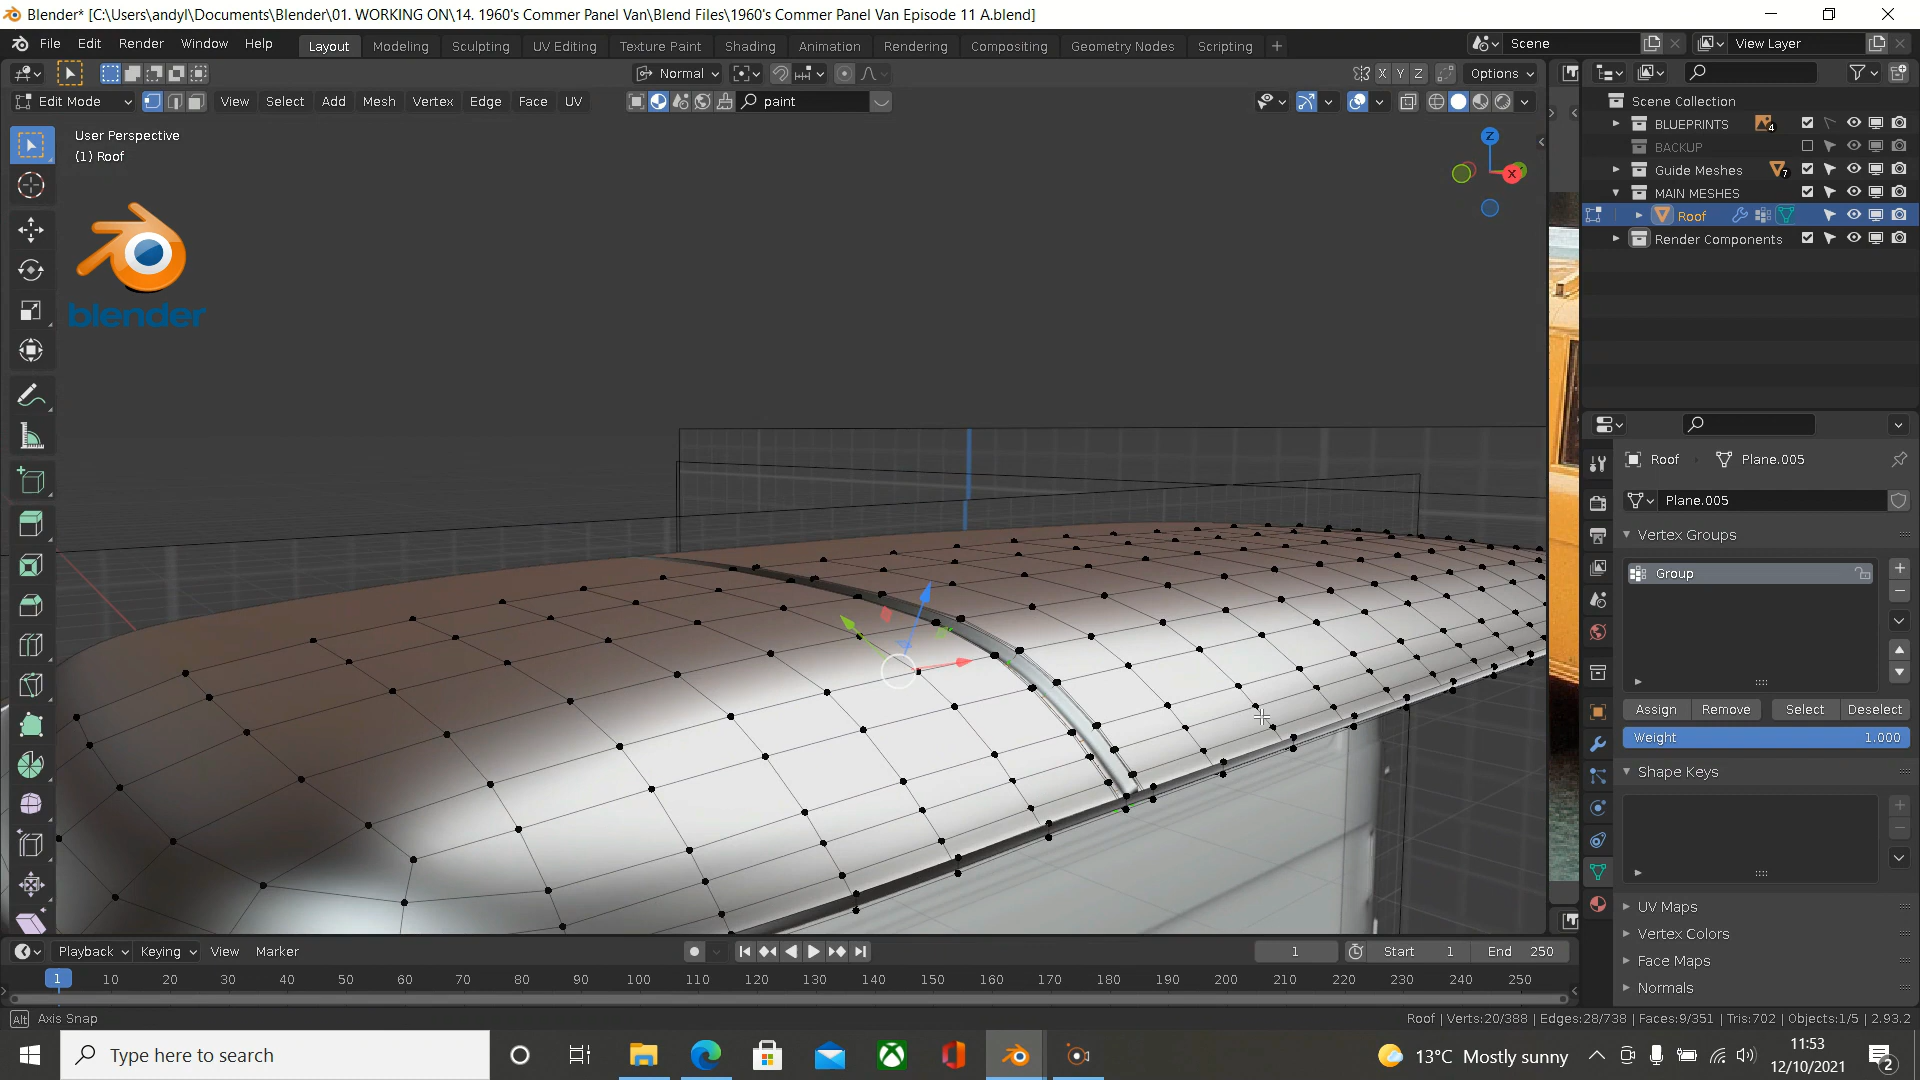 Blender* [C:\Users\andyl\Documents\Blender\01. WORKING ON\14. 1960's Commer Panel Van\Blend Files\1960's Commer Panel Van Episode 11 A.blend]
File Edit Render Window Help Layout Modeling Sculpting UV Editing Texture Paint Shading Animation Rendering Compositing Geometry Nodes Scripting + Scene View Layer
Normal X Y Z Options
Edit Mode View Select Add Mesh Vertex Edge Face UV paint
User Perspective
(1) Roof
Z
X
blender
Scene Collection
BLUEPRINTS 4
BACKUP
Guide Meshes 7
MAIN MESHES
Roof
Render Components
Roof Plane.005
Plane.005
Vertex Groups
Group
Assign Remove Select Deselect
Weight 1.000
Shape Keys
UV Maps
Vertex Colors
Face Maps
Normals
Playback Keying View Marker 1 Start 1 End 250
1 10 20 30 40 50 60 70 80 90 100 110 120 130 140 150 160 170 180 190 200 210 220 230 240 250
Alt Axis Snap
Roof | Verts:20/388 | Edges:28/738 | Faces:9/351 | Tris:702 | Objects:1/5 | 2.93.2
Type here to search
13°C Mostly sunny
11:53
12/10/2021
2